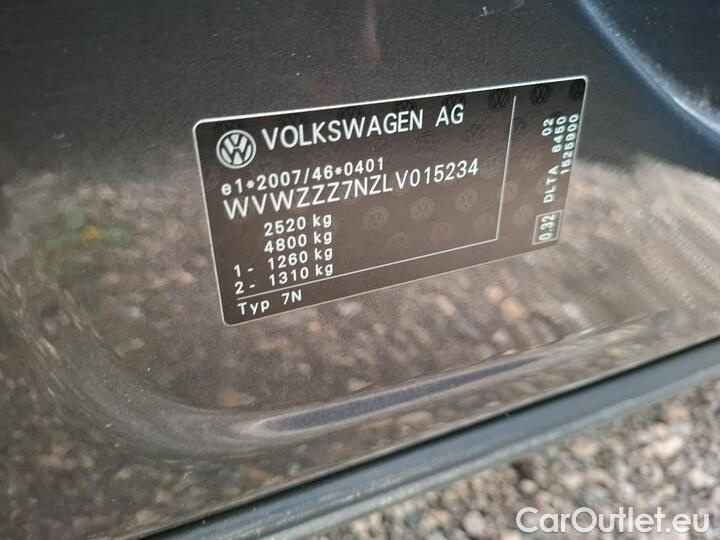 VOLKSWAGEN AG
e1*2007/46*0401
WVWZZZ7NZLV015234
2520 kg
4800 kg
1 - 1260 kg
2 - 1310 kg
Typ 7N
0.32 DLTA 02
6450
1525900
CarOutlet.eu